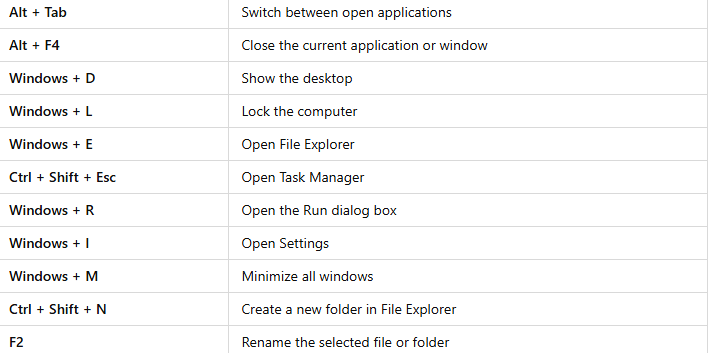 Alt + Tab Switch between open applications
Alt + F4 Close the current application or window
Windows + D Show the desktop
Windows + L Lock the computer
Windows + E Open File Explorer
Ctrl + Shift + Esc Open Task Manager
Windows + R Open the Run dialog box
Windows + I Open Settings
Windows + M Minimize all windows
Ctrl + Shift + N Create a new folder in File Explorer
F2 Rename the selected file or folder